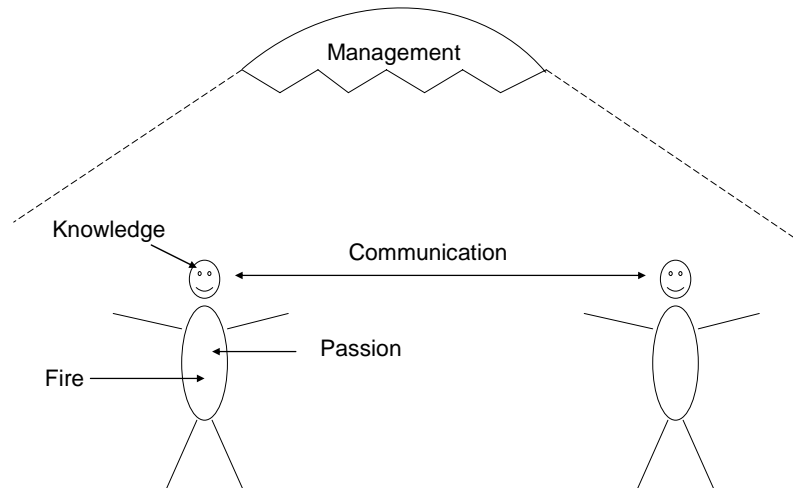 Management
Knowledge
Communication
Passion
Fire